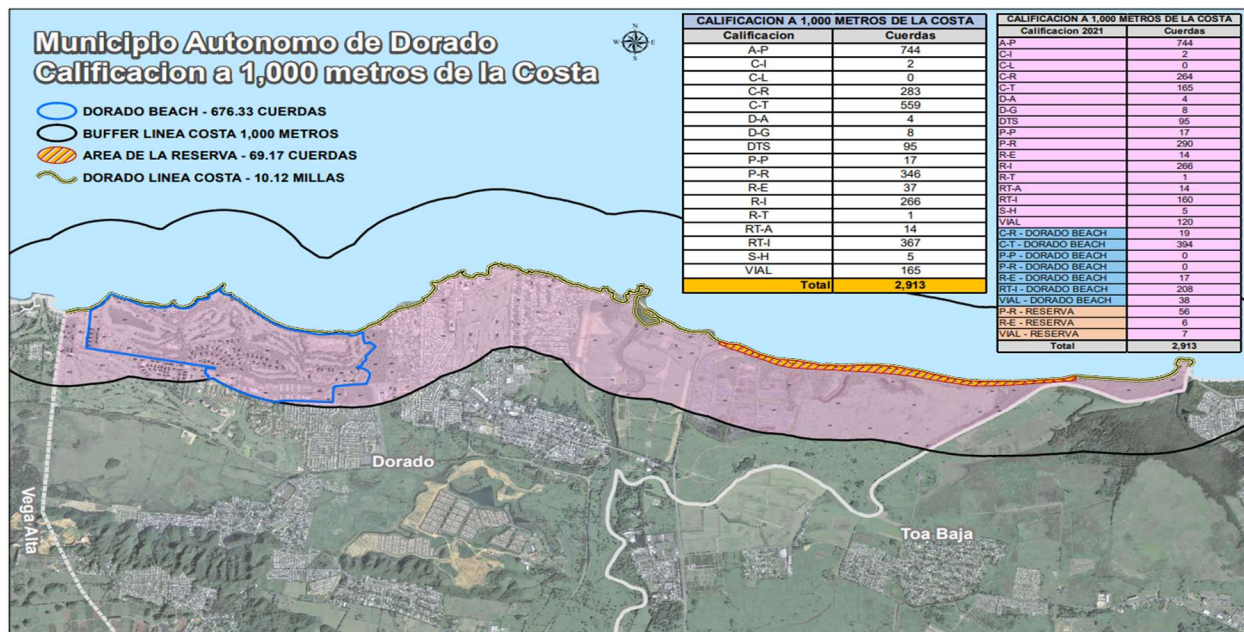 Municipio Autonomo de Dorado
Calificacion a 1,000 metros de la Costa
DORADO BEACH - 676.33 CUERDAS
BUFFER LINEA COSTA 1,000 METROS
AREA DE LA RESERVA - 69.17 CUERDAS
DORADO LINEA COSTA - 10.12 MILLAS
N
W E
S
CALIFICACION A 1,000 METROS DE LA COSTA
Calificacion Cuerdas
A-P 744
C-I 2
C-L 0
C-R 283
C-T 559
D-A 4
D-G 8
DTS 95
P-P 17
P-R 346
R-E 37
R-I 266
R-T 1
RT-A 14
RT-I 367
S-H 5
VIAL 165
Total 2,913
CALIFICACION A 1,000 METROS DE LA COSTA
Calificacion 2021 Cuerdas
A-P 744
C-I 2
C-L 0
C-R 264
C-T 165
D-A 4
D-G 8
DTS 95
P-P 17
P-R 290
R-E 14
R-I 266
R-T 1
RT-A 14
RT-I 160
S-H 5
VIAL 120
C-R - DORADO BEACH 19
C-T - DORADO BEACH 394
P-P - DORADO BEACH 0
P-R - DORADO BEACH 0
R-E - DORADO BEACH 17
RT-I - DORADO BEACH 208
VIAL - DORADO BEACH 38
P-R - RESERVA 56
R-E - RESERVA 6
VIAL - RESERVA 7
Total 2,913
Dorado
Vega Alta
Toa Baja